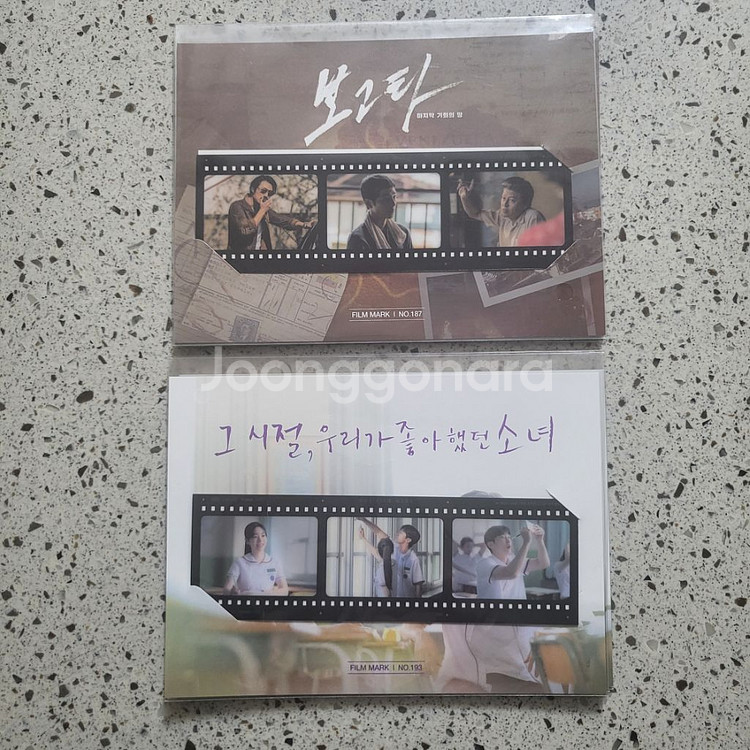 보고타
마지막 기회의 땅
FILM MARK | NO.187
Joonggonara
그 시절, 우리가 좋아했던 소녀
FILM MARK | NO.193